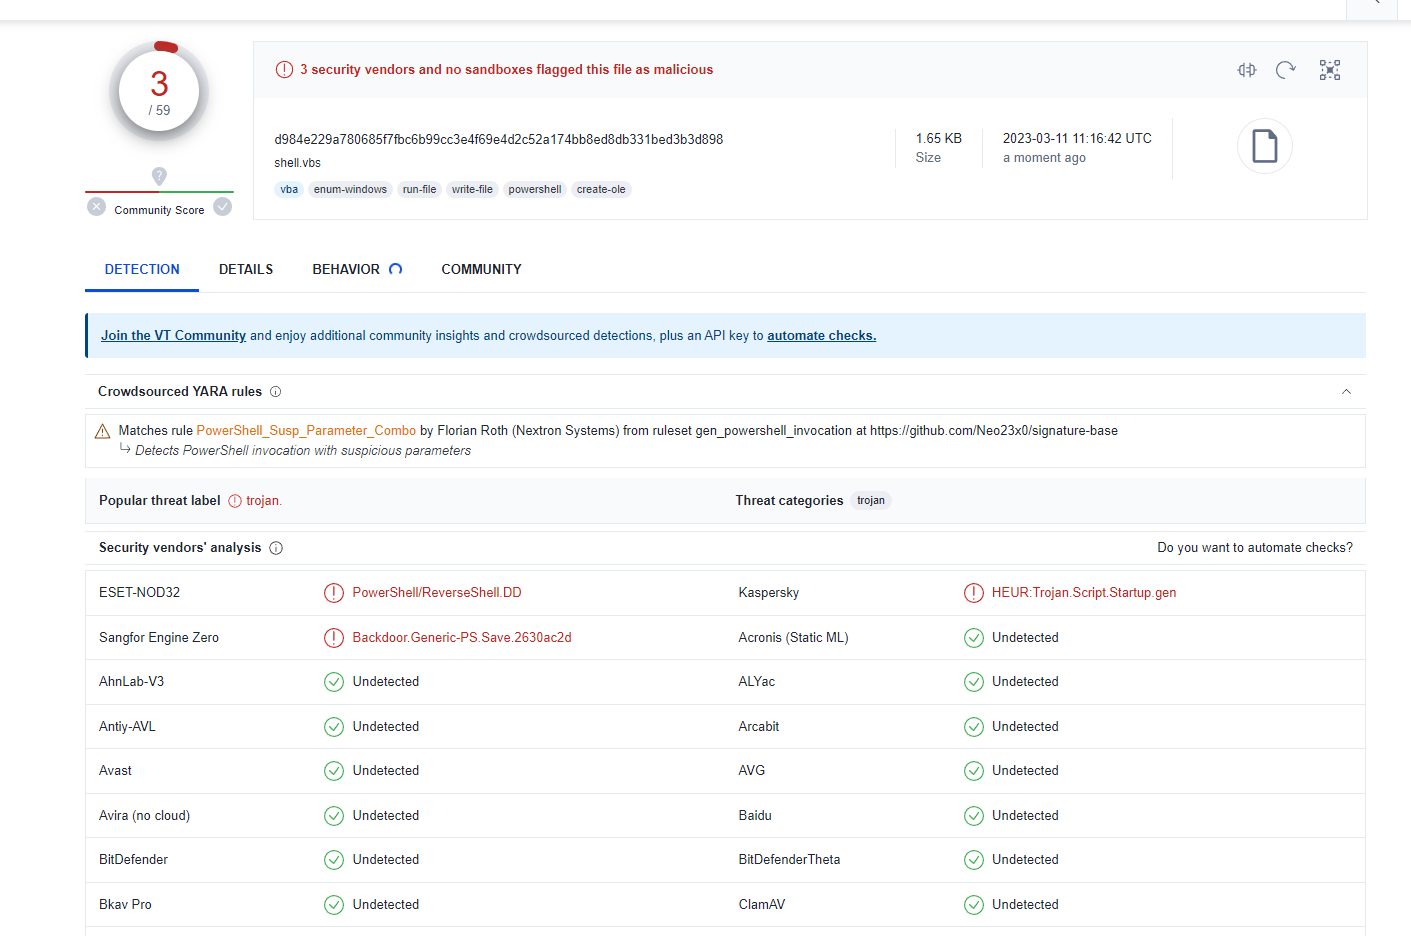 3
/ 59
Community Score
3 security vendors and no sandboxes flagged this file as malicious
d984e229a780685f7fbc6b99cc3e4f69e4d2c52a174bb8ed8db331bed3b3d898
shell.vbs
vba enum-windows run-file write-file powershell create-ole
1.65 KB
Size
2023-03-11 11:16:42 UTC
a moment ago
DETECTION DETAILS BEHAVIOR COMMUNITY
Join the VT Community and enjoy additional community insights and crowdsourced detections, plus an API key to automate checks.
Crowdsourced YARA rules
Matches rule PowerShell_Susp_Parameter_Combo by Florian Roth (Nextron Systems) from ruleset gen_powershell_invocation at https://github.com/Neo23x0/signature-base
Detects PowerShell invocation with suspicious parameters
Popular threat label trojan. Threat categories trojan
Security vendors' analysis Do you want to automate checks?
ESET-NOD32 PowerShell/ReverseShell.DD Kaspersky HEUR:Trojan.Script.Startup.gen
Sangfor Engine Zero Backdoor.Generic-PS.Save.2630ac2d Acronis (Static ML) Undetected
AhnLab-V3 Undetected ALYac Undetected
Antiy-AVL Undetected Arcabit Undetected
Avast Undetected AVG Undetected
Avira (no cloud) Undetected Baidu Undetected
BitDefender Undetected BitDefenderTheta Undetected
Bkav Pro Undetected ClamAV Undetected